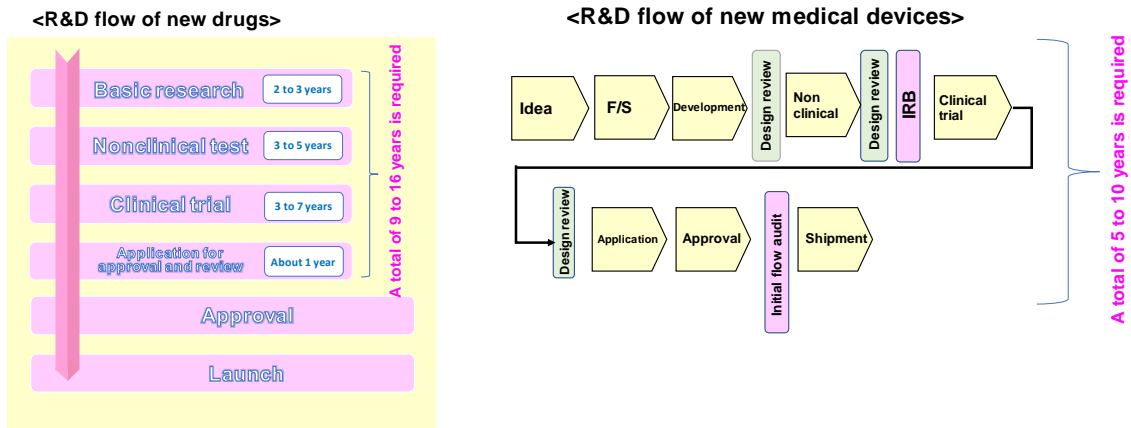 <R&D flow of new drugs>
Basic research
2 to 3 years
Nonclinical test
3 to 5 years
Clinical trial
3 to 7 years
Application for
approval and review
About 1 year
A total of 9 to 16 years is required
Approval
Launch
<R&D flow of new medical devices>
Idea
F/S
Development
Design review
Non
clinical
Design review
IRB
Clinical
trial
Design review
Application
Approval
Initial flow audit
Shipment
A total of 5 to 10 years is required